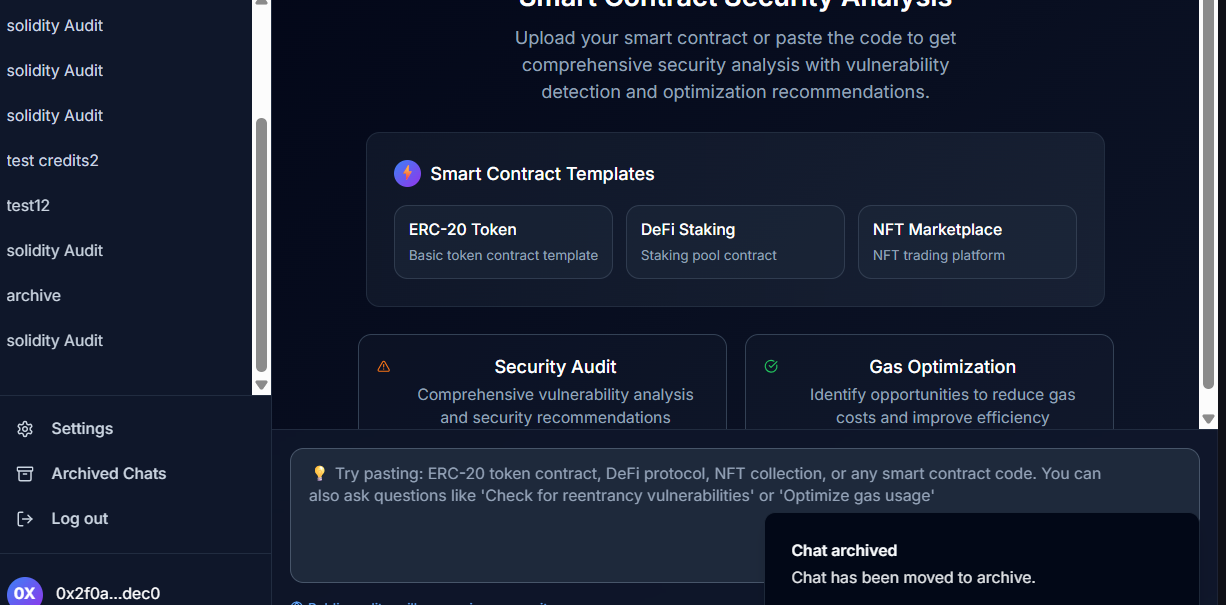 solidity Audit
solidity Audit
solidity Audit
test credits2
test12
solidity Audit
archive
solidity Audit
Settings
Archived Chats
Log out
0X
0x2f0a...dec0
Smart Contract Security Analysis
Upload your smart contract or paste the code to get
comprehensive security analysis with vulnerability
detection and optimization recommendations.
Smart Contract Templates
ERC-20 Token
Basic token contract template
DeFi Staking
Staking pool contract
NFT Marketplace
NFT trading platform
Security Audit
Comprehensive vulnerability analysis
and security recommendations
Gas Optimization
Identify opportunities to reduce gas
costs and improve efficiency
Try pasting: ERC-20 token contract, DeFi protocol, NFT collection, or any smart contract code. You can
also ask questions like 'Check for reentrancy vulnerabilities' or 'Optimize gas usage'
Chat archived
Chat has been moved to archive.